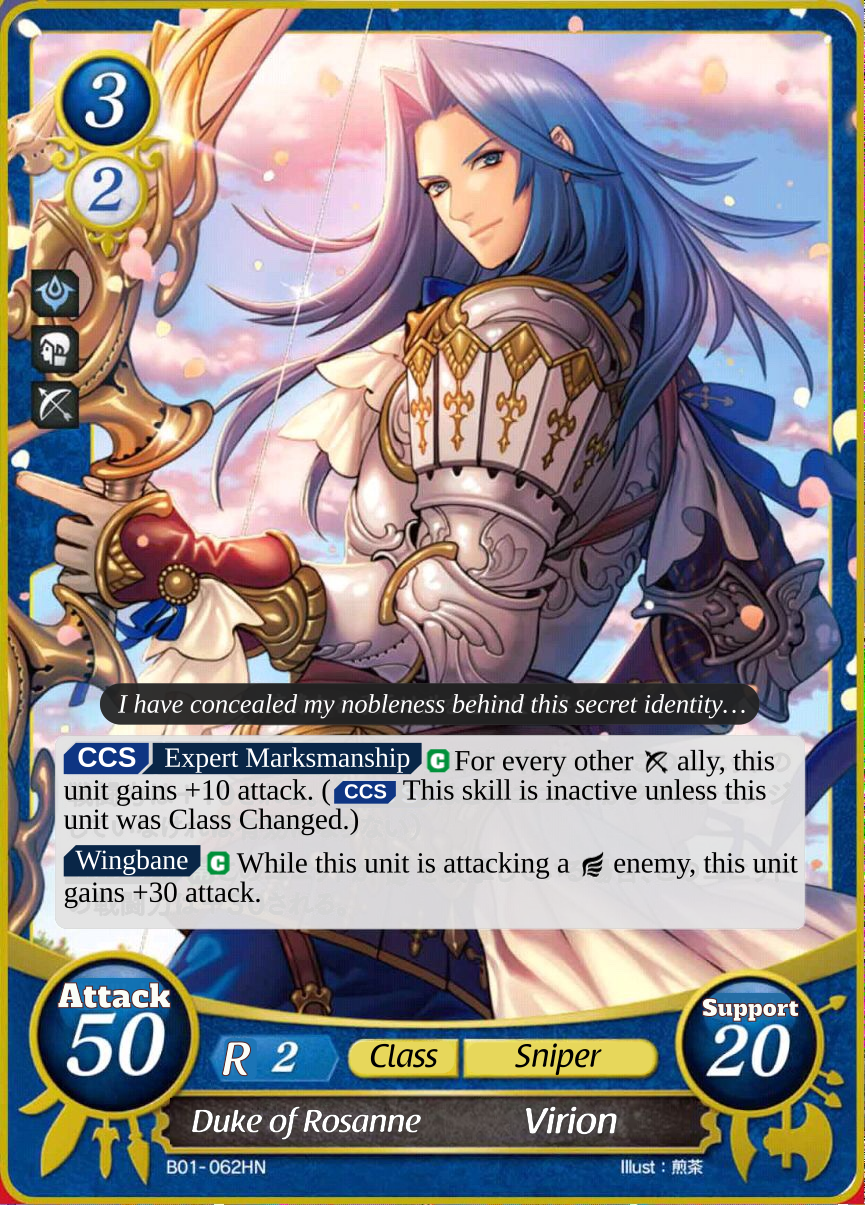 3
2
I have concealed my nobleness behind this secret identity…
CCS Expert Marksmanship C For every other ally, this
unit gains +10 attack. ( CCS This skill is inactive unless this
unit was Class Changed.)
Wingbane C While this unit is attacking a enemy, this unit
gains +30 attack.
Attack
50
R 2
Class Sniper
Support
20
Duke of Rosanne Virion
B01-062HN
Illust : 煎茶